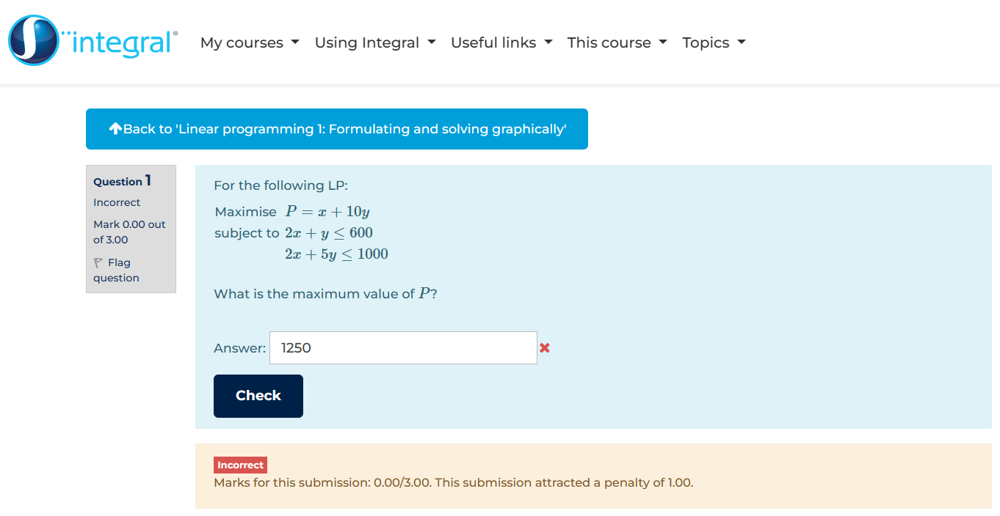 integral®
My courses Using Integral Useful links This course Topics
Back to 'Linear programming 1: Formulating and solving graphically'
Question 1
Incorrect
Mark 0.00 out
of 3.00
Flag
question
For the following LP:
Maximise P = x + 10y
subject to 2x + y ≤ 600
2x + 5y ≤ 1000
What is the maximum value of P?
Answer: 1250
Check
Incorrect
Marks for this submission: 0.00/3.00. This submission attracted a penalty of 1.00.